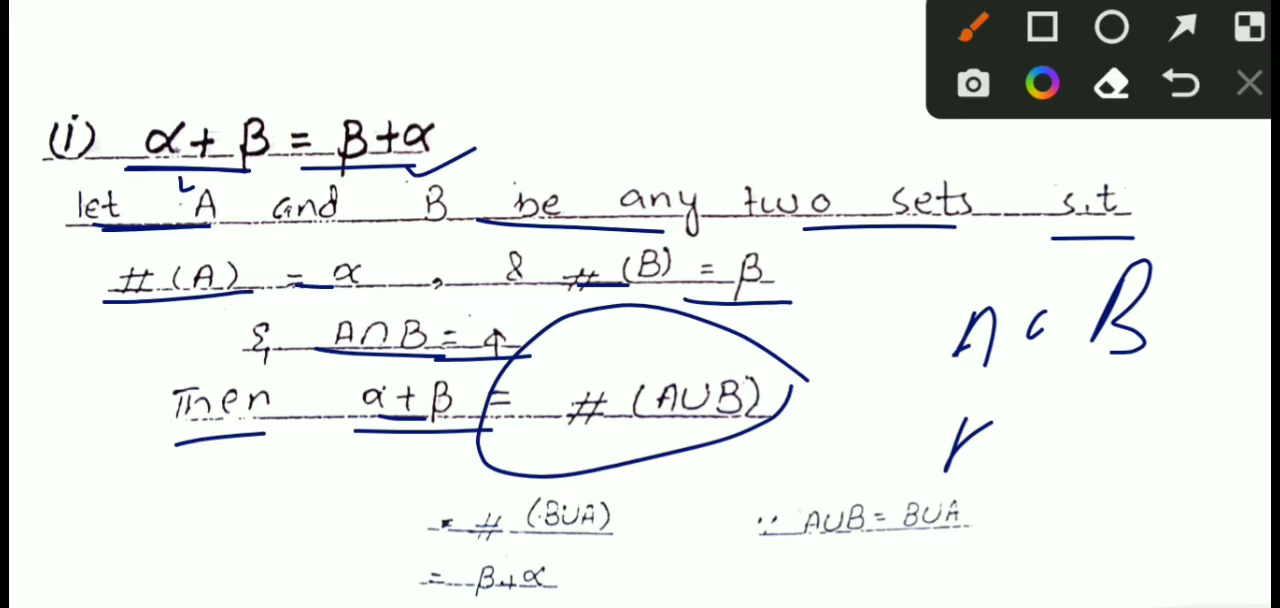 (i) α + β = β + α
let A and B be any two sets s.t
#(A) = α , & #(B) = β
& A∩B = φ
Then α + β = #(A∪B)
= #(B∪A) ∵ A∪B = B∪A
= β + α
B